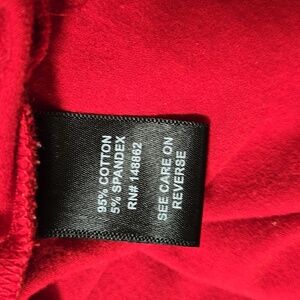 95% COTTON
5% SPANDEX
RN# 148862
SEE CARE ON
REVERSE